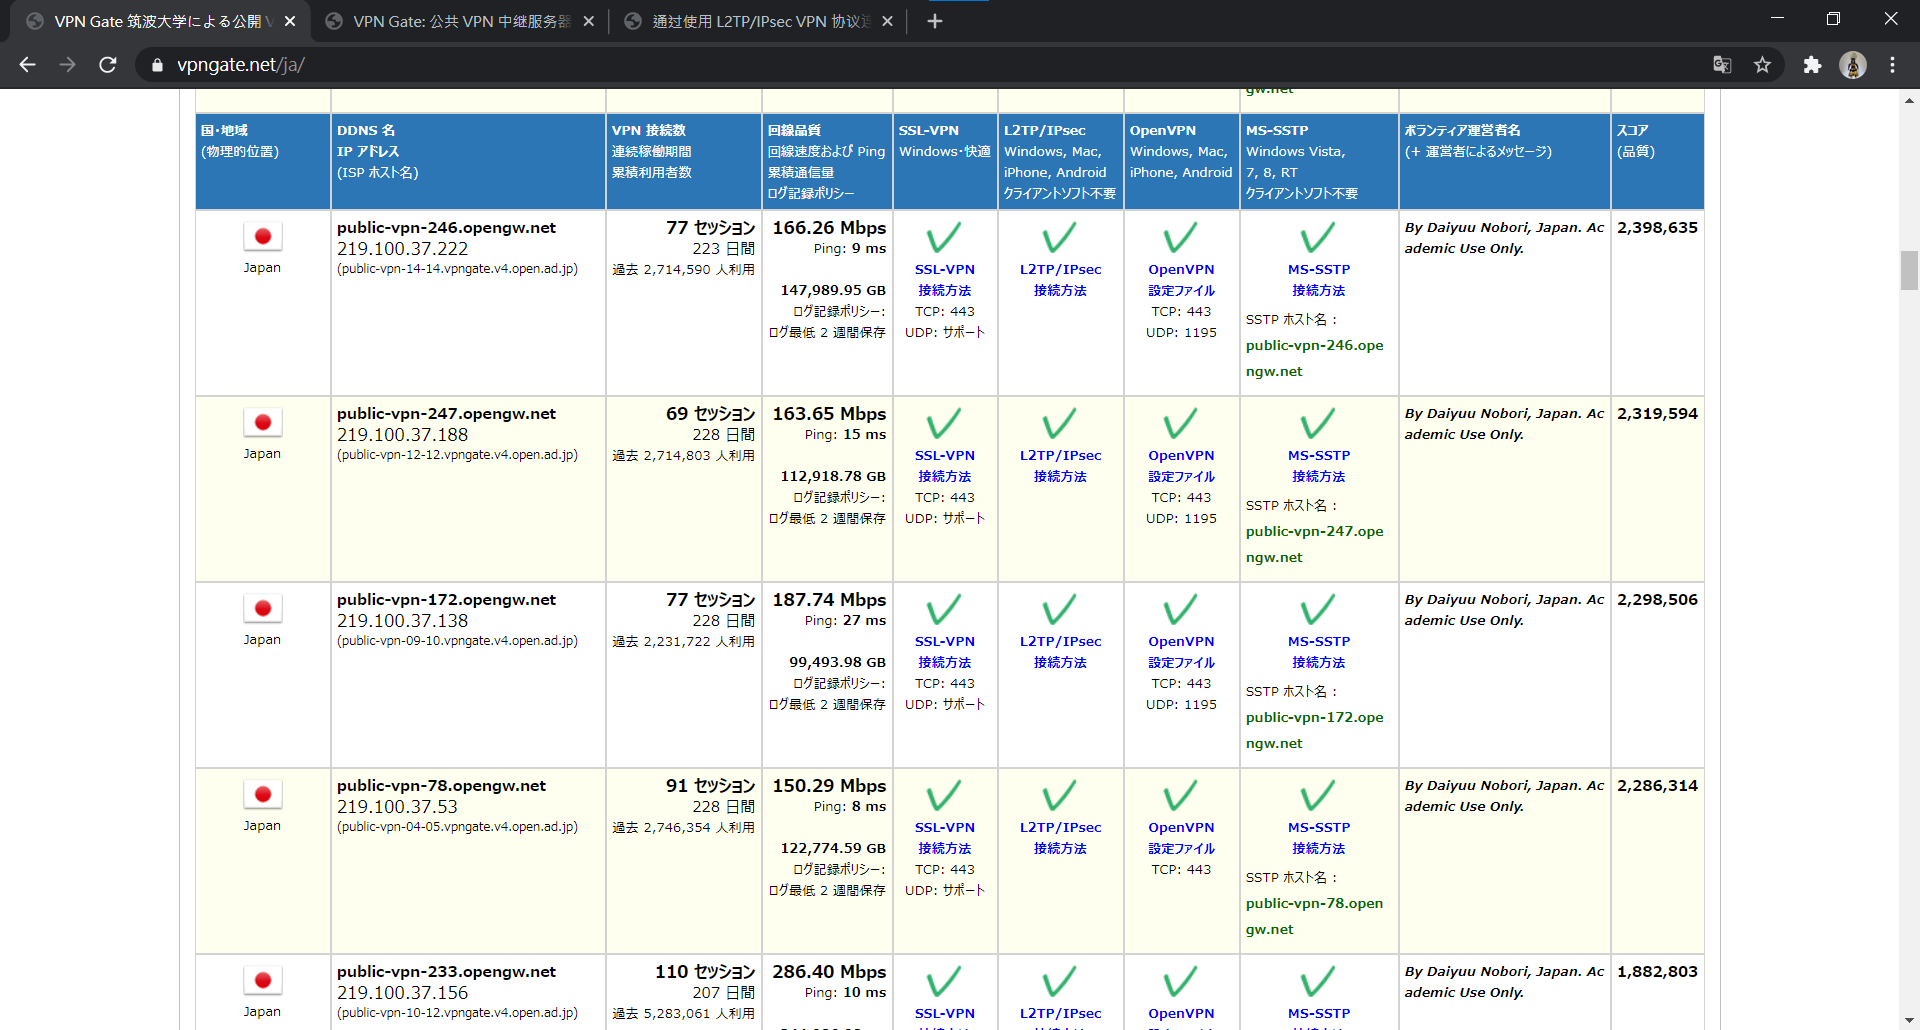 VPN Gate 筑波大学による公開 V
VPN Gate: 公共 VPN 中继服务器
通过使用 L2TP/IPsec VPN 协议连
vpngate.net/ja/
gw.net
国・地域
(物理的位置)
DDNS 名
IP アドレス
(ISP ホスト名)
VPN 接続数
連続稼働期間
累積利用者数
回線品質
回線速度および Ping
累積通信量
ログ記録ポリシー
SSL-VPN
Windows・快適
L2TP/IPsec
Windows, Mac,
iPhone, Android
クライアントソフト不要
OpenVPN
Windows, Mac,
iPhone, Android
MS-SSTP
Windows Vista,
7, 8, RT
クライアントソフト不要
ボランティア運営者名
(+ 運営者によるメッセージ)
スコア
(品質)
Japan
public-vpn-246.opengw.net
219.100.37.222
(public-vpn-14-14.vpngate.v4.open.ad.jp)
77 セッション
223 日間
過去 2,714,590 人利用
166.26 Mbps
Ping: 9 ms
147,989.95 GB
ログ記録ポリシー:
ログ最低 2 週間保存
SSL-VPN
接続方法
TCP: 443
UDP: サポート
L2TP/IPsec
接続方法
OpenVPN
設定ファイル
TCP: 443
UDP: 1195
MS-SSTP
接続方法
SSTP ホスト名 :
public-vpn-246.ope
ngw.net
By Daiyuu Nobori, Japan. Ac
ademic Use Only.
2,398,635
Japan
public-vpn-247.opengw.net
219.100.37.188
(public-vpn-12-12.vpngate.v4.open.ad.jp)
69 セッション
228 日間
過去 2,714,803 人利用
163.65 Mbps
Ping: 15 ms
112,918.78 GB
ログ記録ポリシー:
ログ最低 2 週間保存
SSL-VPN
接続方法
TCP: 443
UDP: サポート
L2TP/IPsec
接続方法
OpenVPN
設定ファイル
TCP: 443
UDP: 1195
MS-SSTP
接続方法
SSTP ホスト名 :
public-vpn-247.ope
ngw.net
By Daiyuu Nobori, Japan. Ac
ademic Use Only.
2,319,594
Japan
public-vpn-172.opengw.net
219.100.37.138
(public-vpn-09-10.vpngate.v4.open.ad.jp)
77 セッション
228 日間
過去 2,231,722 人利用
187.74 Mbps
Ping: 27 ms
99,493.98 GB
ログ記録ポリシー:
ログ最低 2 週間保存
SSL-VPN
接続方法
TCP: 443
UDP: サポート
L2TP/IPsec
接続方法
OpenVPN
設定ファイル
TCP: 443
UDP: 1195
MS-SSTP
接続方法
SSTP ホスト名 :
public-vpn-172.ope
ngw.net
By Daiyuu Nobori, Japan. Ac
ademic Use Only.
2,298,506
Japan
public-vpn-78.opengw.net
219.100.37.53
(public-vpn-04-05.vpngate.v4.open.ad.jp)
91 セッション
228 日間
過去 2,746,354 人利用
150.29 Mbps
Ping: 8 ms
122,774.59 GB
ログ記録ポリシー:
ログ最低 2 週間保存
SSL-VPN
接続方法
TCP: 443
UDP: サポート
L2TP/IPsec
接続方法
OpenVPN
設定ファイル
TCP: 443
MS-SSTP
接続方法
SSTP ホスト名 :
public-vpn-78.open
gw.net
By Daiyuu Nobori, Japan. Ac
ademic Use Only.
2,286,314
Japan
public-vpn-233.opengw.net
219.100.37.156
(public-vpn-10-12.vpngate.v4.open.ad.jp)
110 セッション
207 日間
過去 5,283,061 人利用
286.40 Mbps
Ping: 10 ms
SSL-VPN
L2TP/IPsec
OpenVPN
MS-SSTP
By Daiyuu Nobori, Japan. Ac
ademic Use Only.
1,882,803